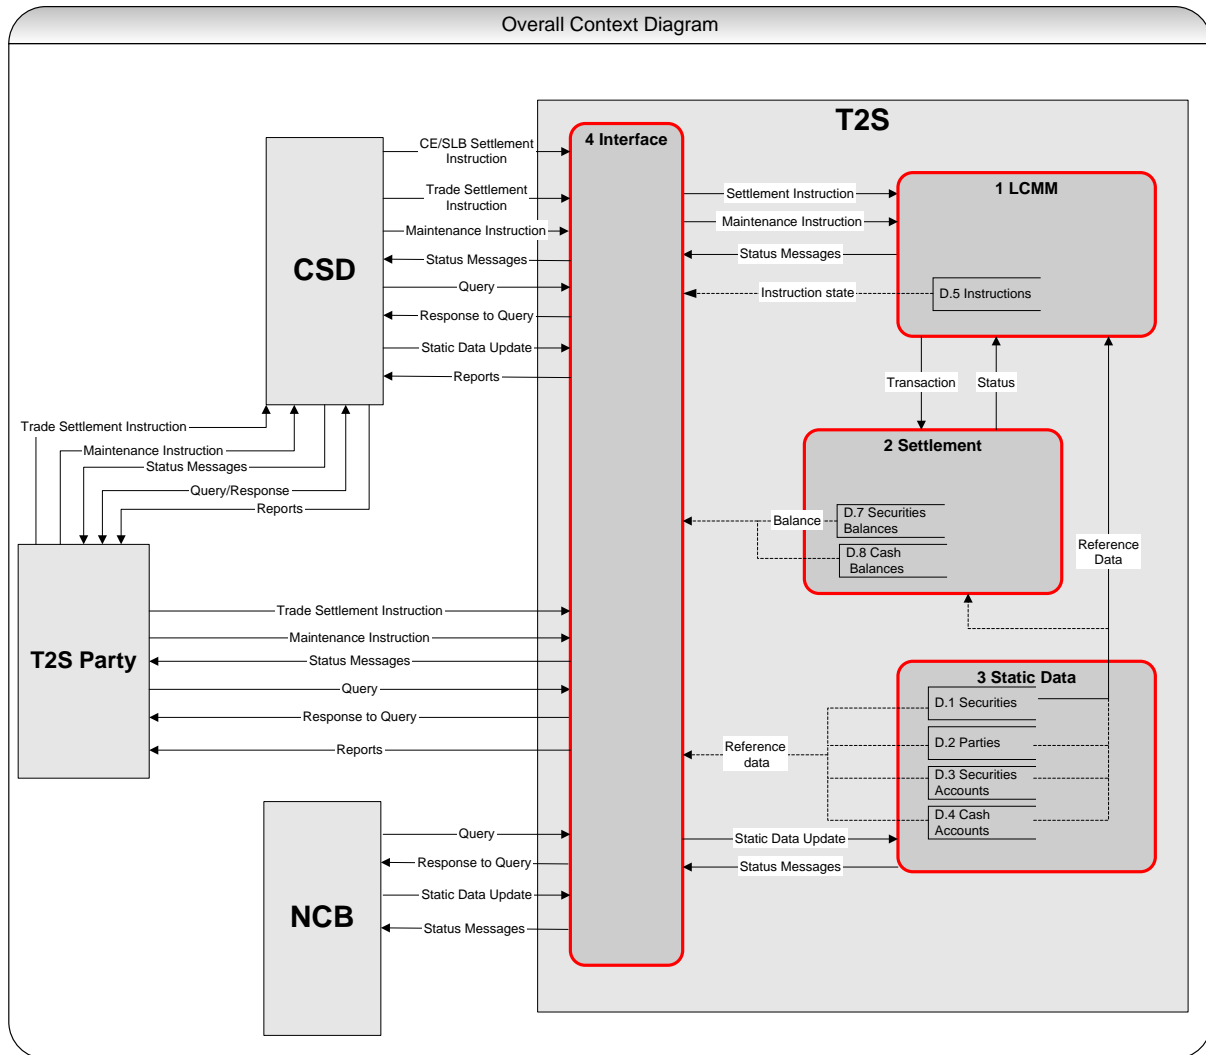 Overall Context Diagram
T2S
4 Interface
CE/SLB Settlement
Instruction
Trade Settlement
Instruction
Maintenance Instruction
Status Messages
Query
Response to Query
Static Data Update
Reports
CSD
Settlement Instruction
Maintenance Instruction
Status Messages
Instruction state
1 LCMM
D.5 Instructions
Transaction
Status
Trade Settlement Instruction
Maintenance Instruction
Status Messages
Query/Response
Reports
2 Settlement
D.7 Securities
Balances
D.8 Cash
Balances
Balance
Reference
Data
T2S Party
Trade Settlement Instruction
Maintenance Instruction
Status Messages
Query
Response to Query
Reports
3 Static Data
D.1 Securities
D.2 Parties
D.3 Securities
Accounts
D.4 Cash
Accounts
Reference
data
Static Data Update
Status Messages
NCB
Query
Response to Query
Static Data Update
Status Messages